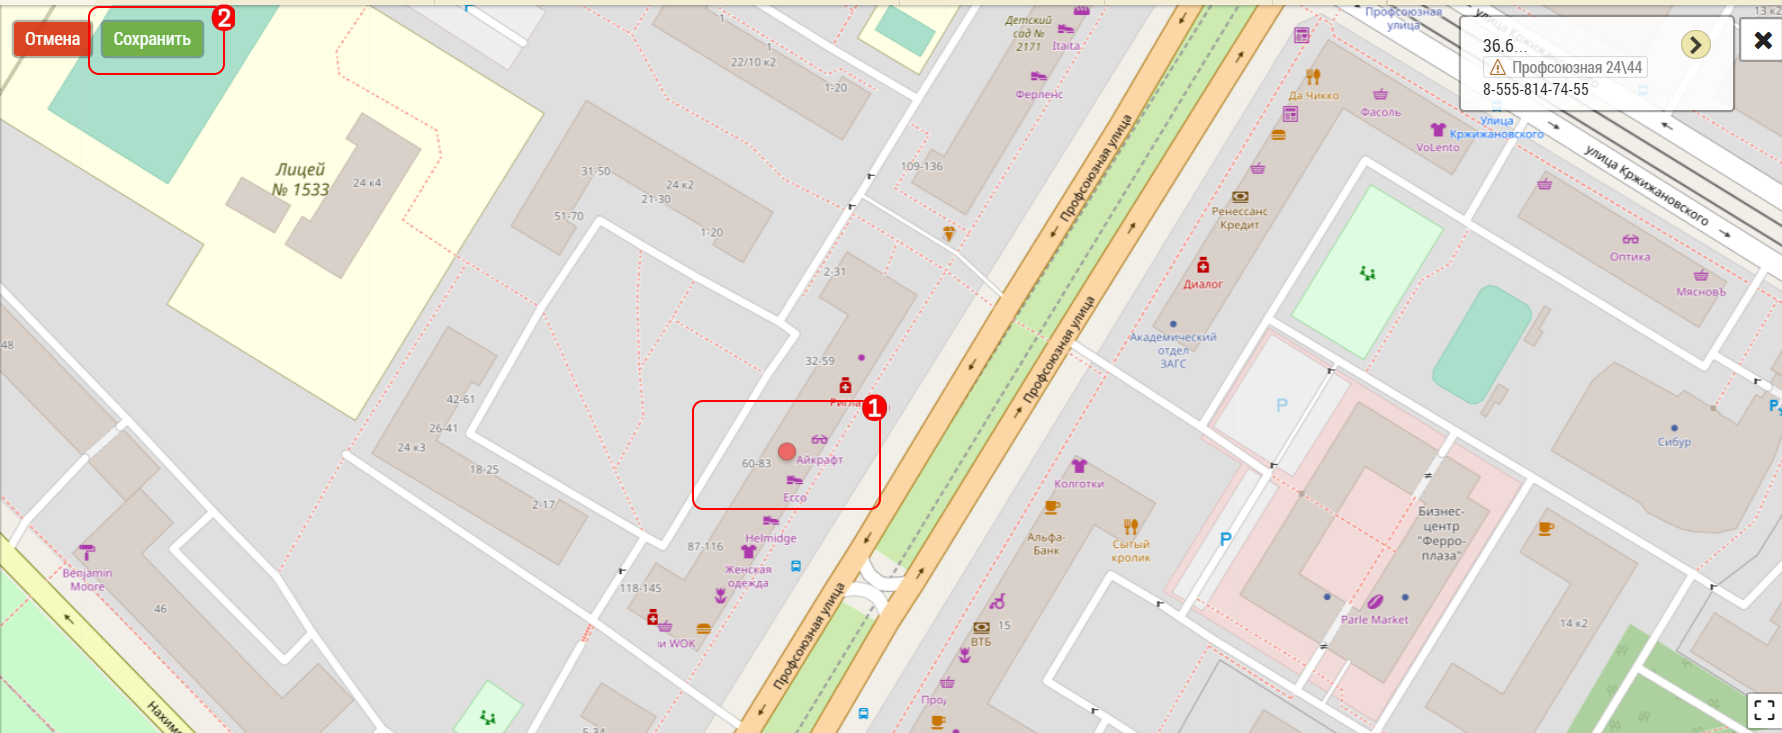 Отмена
Сохранить
2
36.6...
Профсоюзная 24\44
8-555-814-74-55
Детский
сад №
2171
Itaita
Ферленс
1
1
22/10 к2
1-20
Профсоюзная
улица
13 к2
Да Чикко
Фасоль
VoLento
Улица
Кржижановского
улица Кржижановского
Лицей
№ 1533
24 к4
31-50
24 к2
21-30
51-70
1-20
109-136
Профсоюзная улица
Ренессанс
Кредит
Оптика
МясновЪ
2-31
Диалог
Академический
отдел
ЗАГС
Профсоюзная улица
48
32-59
Ригла
1
42-61
26-41
24 к3
18-25
2-17
60-83
Айкрафт
Ecco
Helmidge
87-116
Женская
одежда
118-145
и WOK
P
P
P
Сибур
Колготки
Альфа-
Банк
Сытый
кролик
Бизнес-
центр
"Ферро-
плаза"
Benjamin
Moore
46
Профсоюзная улица
ВТБ
15
Parle Market
14 к2
Прод
Нахимо
5-34